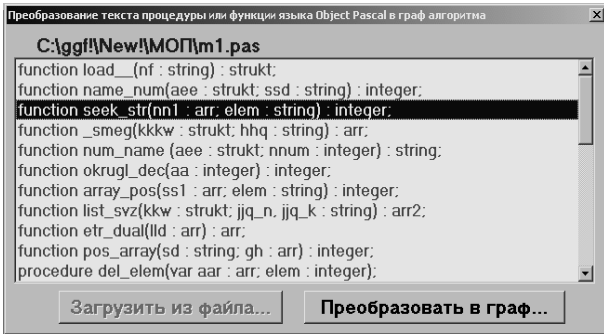 Преобразование текста процедуры или функции языка Object Pascal в граф алгоритма
C:\ggf!\New!\МОП\m1.pas
function load__(nf : string) : strukt;
function name_num(aee : strukt; ssd : string) : integer;
function seek_str(nn1 : arr; elem : string) : integer;
function _smeg(kkkw : strukt; hhq : string) : arr;
function num_name (aee : strukt; nnum : integer) : string;
function okrugl_dec(aa : integer) : integer;
function array_pos(ss1 : arr; elem : string) : integer;
function list_svz(kkw : strukt; jjq_n, jjq_k : string) : arr2;
function etr_dual(lld : arr) : arr;
function pos_array(sd : string; gh : arr) : integer;
procedure del_elem(var aar : arr; elem : integer);
Загрузить из файла... Преобразовать в граф...